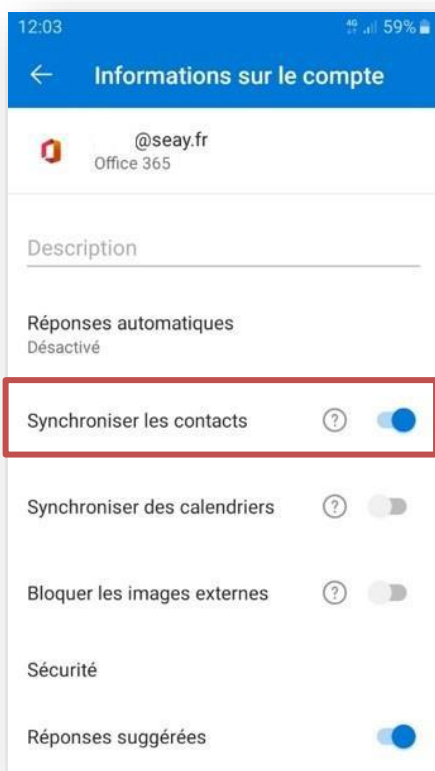 12:03 4G 59%
Informations sur le compte
@seay.fr
Office 365
Description
Réponses automatiques
Désactivé
Synchroniser les contacts ?
Synchroniser des calendriers ?
Bloquer les images externes ?
Sécurité
Réponses suggérées